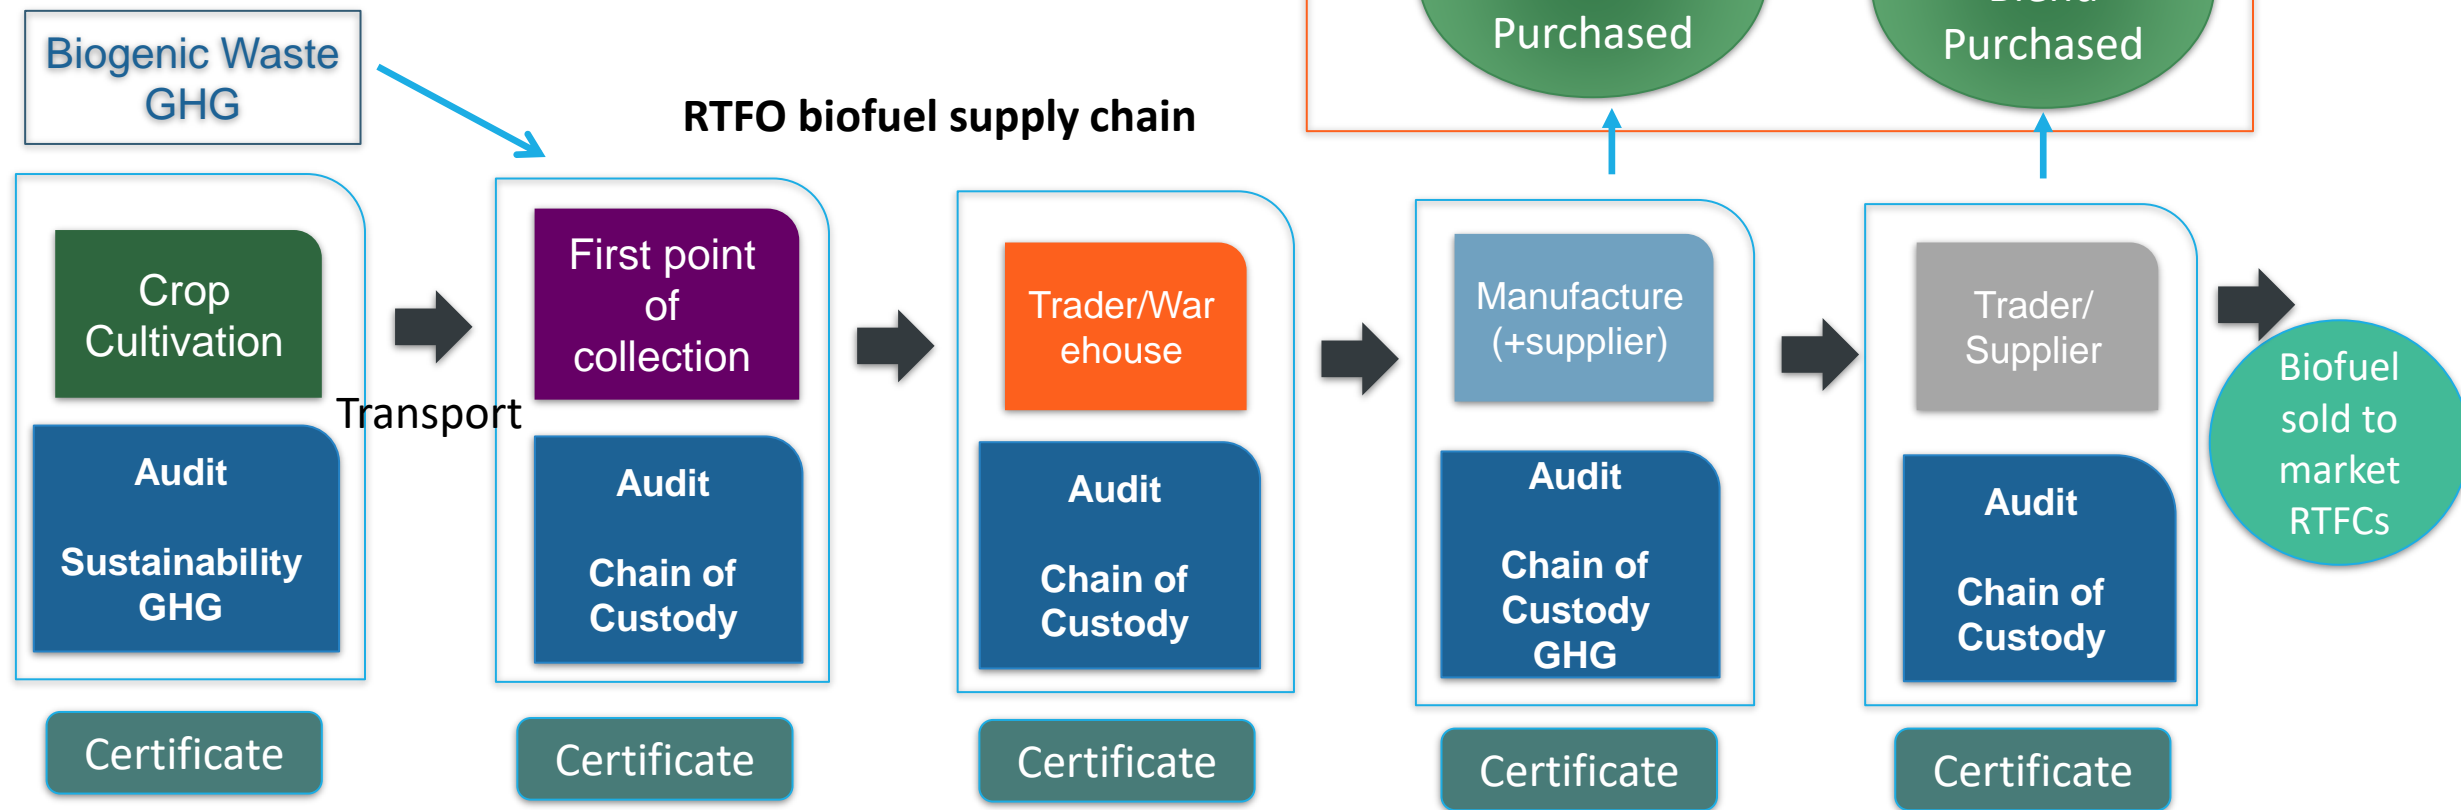 Biogenic Waste
GHG
RTFO biofuel supply chain
Purchased
Purchased
Crop
Cultivation
Transport
First point
of
collection
Trader/War
ehouse
Manufacture
(+supplier)
Trader/
Supplier
Biofuel
sold to
market
RTFCs
Audit
Sustainability
GHG
Audit
Chain of
Custody
Audit
Chain of
Custody
Audit
Chain of
Custody
GHG
Audit
Chain of
Custody
Certificate
Certificate
Certificate
Certificate
Certificate